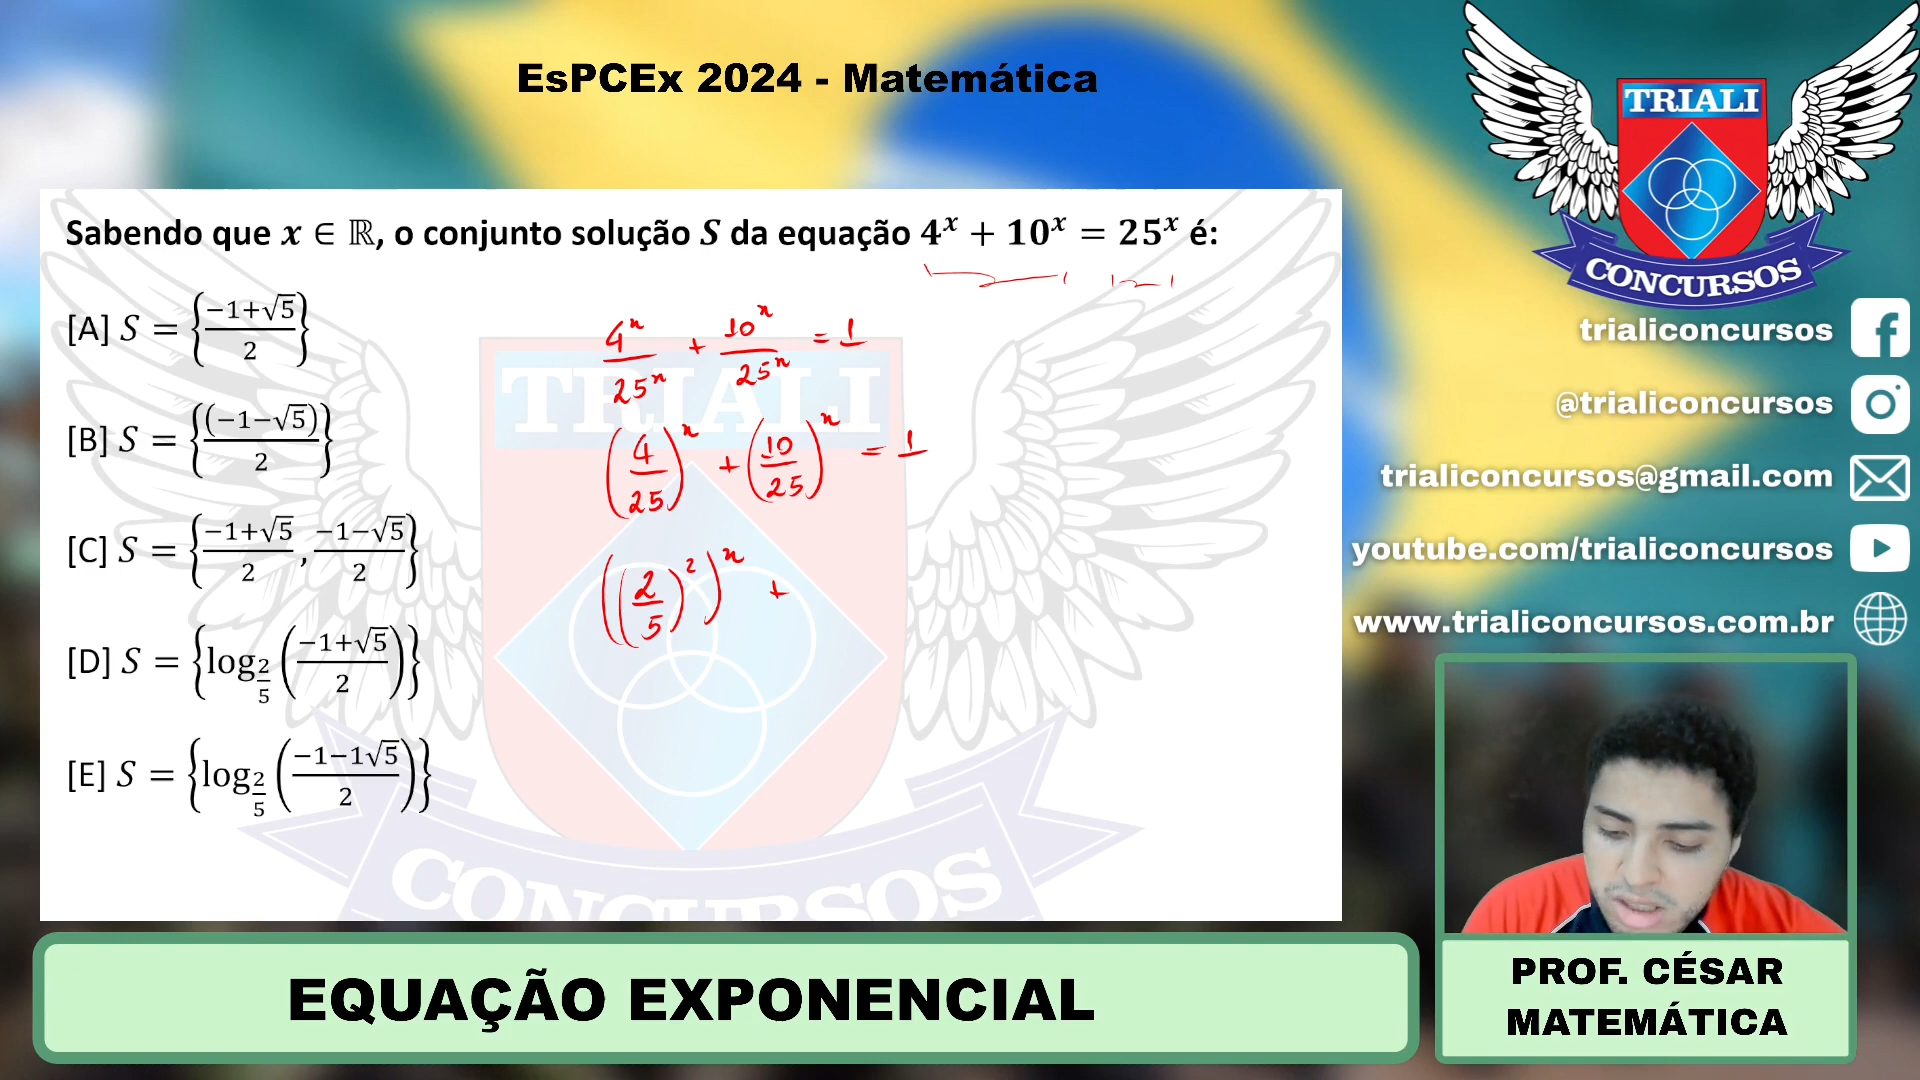 EsPCEx 2024 - Matemática
TRIALI
CONCURSOS
Sabendo que x ∈ ℝ, o conjunto solução S da equação 4^x + 10^x = 25^x é:
[A] S = {(-1+√5)/2}
[B] S = {((-1-√5))/2}
[C] S = {(-1+√5)/2, (-1-√5)/2}
[D] S = {log_(2/5) ((-1+√5)/2)}
[E] S = {log_(2/5) ((-1-1√5)/2)}
4^x/25^x + 10^x/25^x = 1
(4/25)^x + (10/25)^x = 1
((2/5)^2)^x +
TRIALI
CONCURSOS
trialiconcursos
@trialiconcursos
trialiconcursos@gmail.com
youtube.com/trialiconcursos
www.trialiconcursos.com.br
EQUAÇÃO EXPONENCIAL
PROF. CÉSAR
MATEMÁTICA